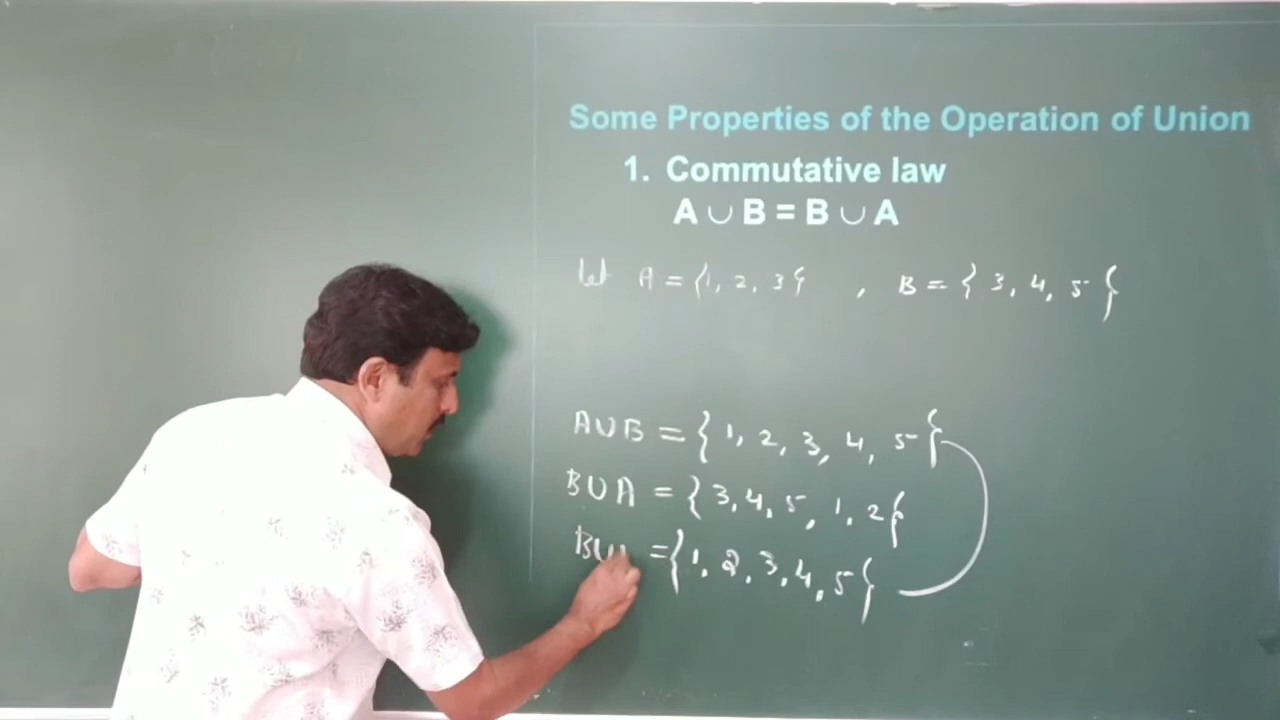 Some Properties of the Operation of Union
1. Commutative law
A ∪ B = B ∪ A
let A = {1, 2, 3} , B = { 3, 4, 5 }
A∪B = { 1, 2, 3, 4, 5 }
B∪A = { 3, 4, 5, 1, 2 }
B∪ = { 1, 2, 3, 4, 5 }